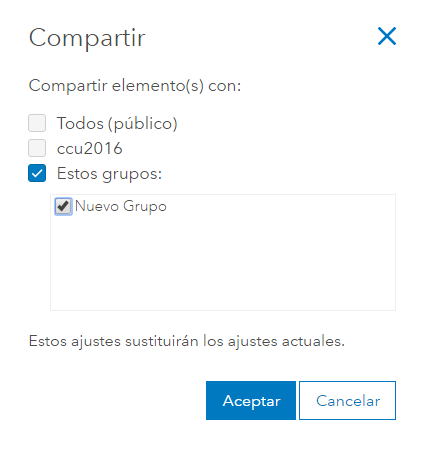 Compartir
Compartir elemento(s) con:
Todos (público)
ccu2016
Estos grupos:
Nuevo Grupo
Estos ajustes sustituirán los ajustes actuales.
Aceptar Cancelar